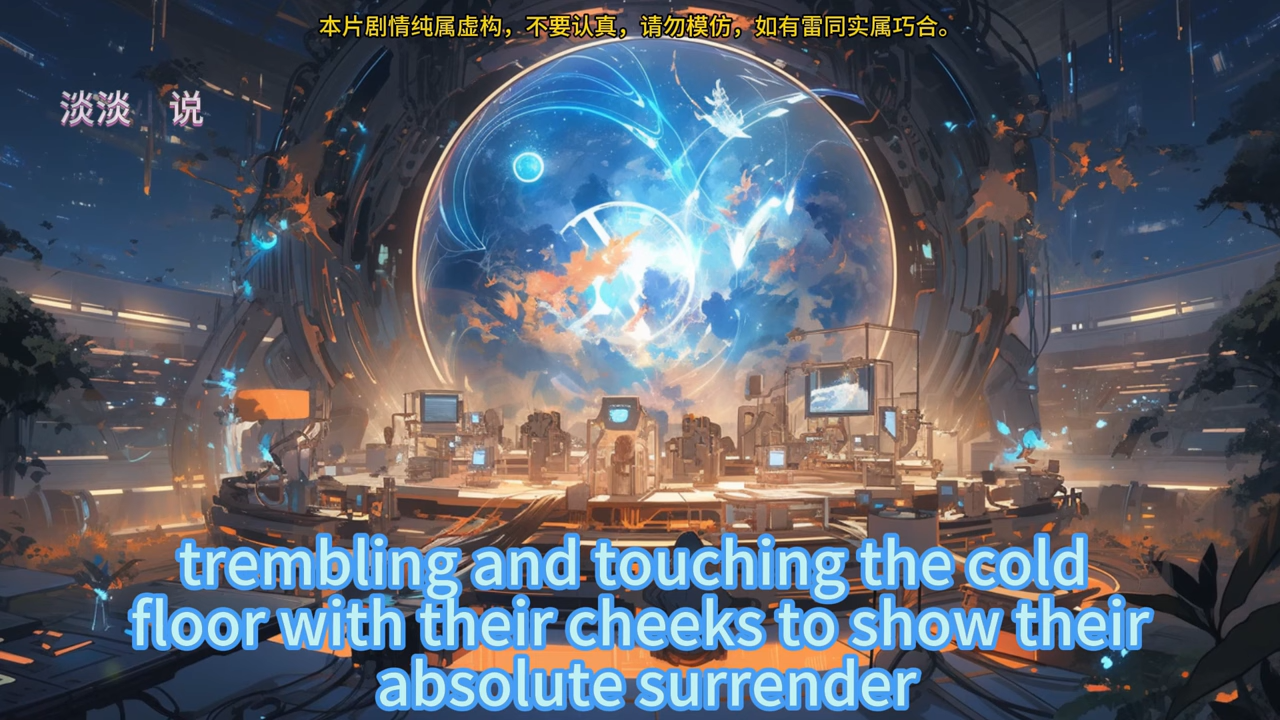 本片剧情纯属虚构，不要认真，请勿模仿，如有雷同实属巧合。
淡淡 说
trembling and touching the cold
floor with their cheeks to show their
absolute surrender